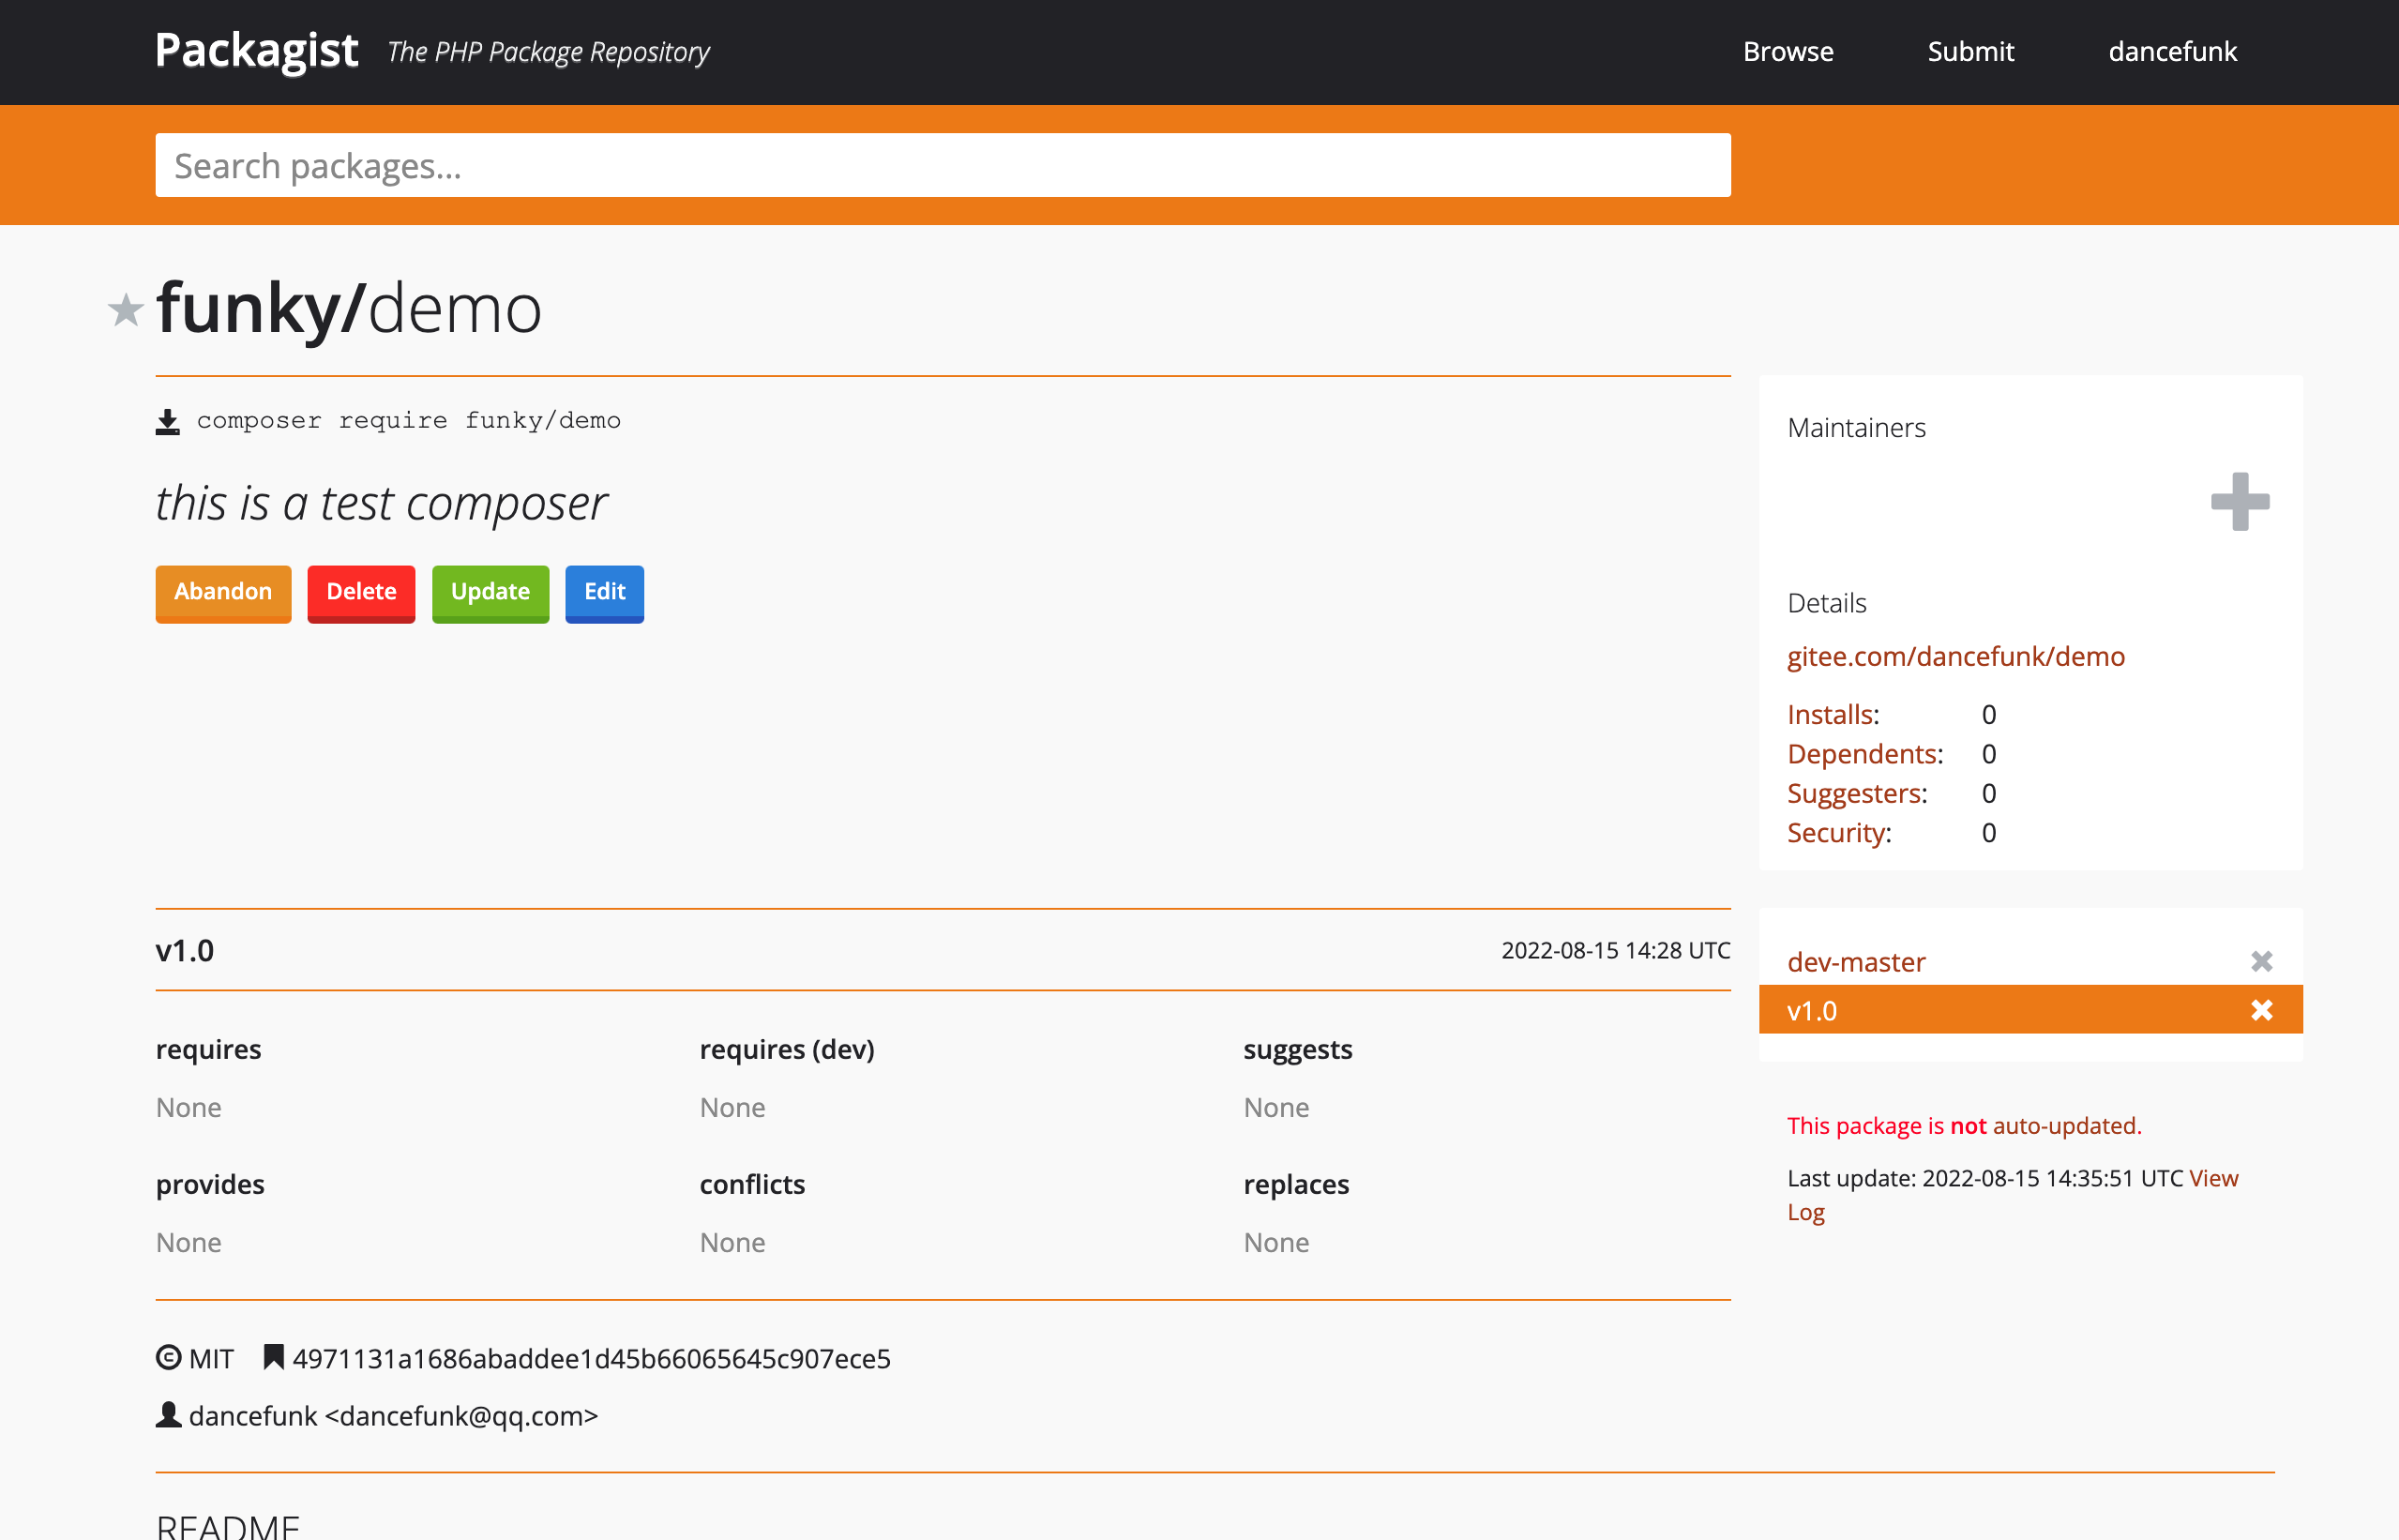 Packagist The PHP Package Repository Browse Submit dancefunk
Search packages...
funky/demo
composer require funky/demo
this is a test composer
Abandon Delete Update Edit
Maintainers
Details
gitee.com/dancefunk/demo
Installs: 0
Dependents: 0
Suggesters: 0
Security: 0
v1.0 2022-08-15 14:28 UTC
requires requires (dev) suggests
None None None
provides conflicts replaces
None None None
dev-master
v1.0
This package is not auto-updated.
Last update: 2022-08-15 14:35:51 UTC View
Log
MIT 4971131a1686abaddee1d45b66065645c907ece5
dancefunk <dancefunk@qq.com>
README